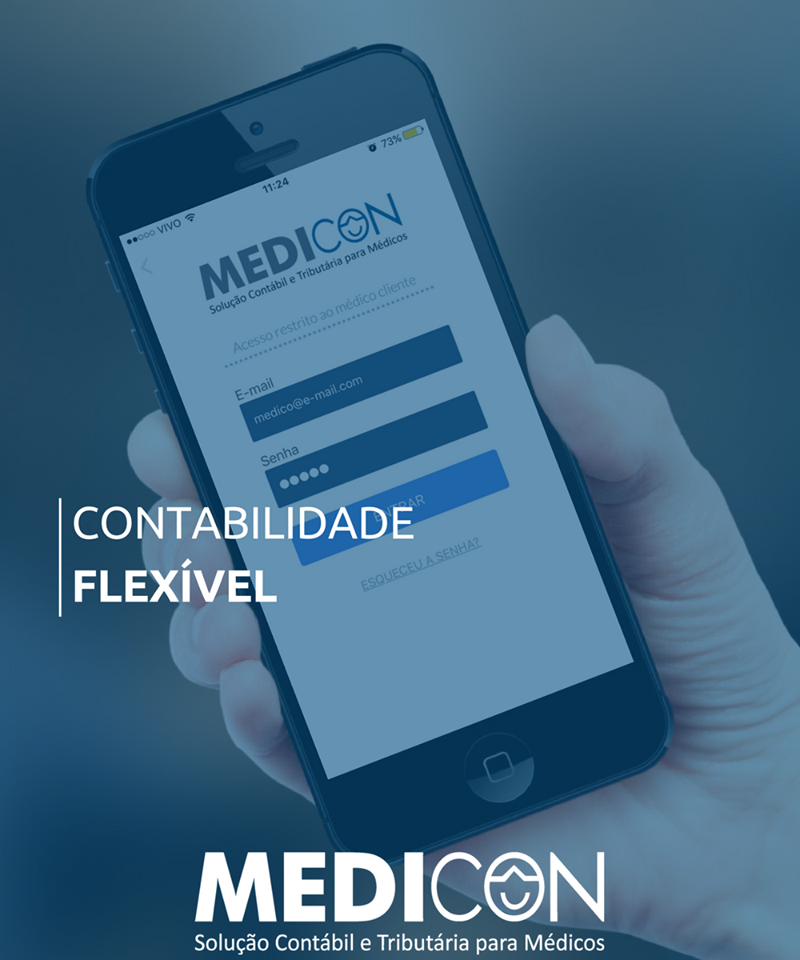 VIVO 11:24 73%
MEDICON
Solução Contábil e Tributária para Médicos
Acesso restrito ao médico cliente
E-mail
medico@e-mail.com
Senha
ENTRAR
ESQUECEU A SENHA?
CONTABILIDADE
FLEXÍVEL
MEDICON
Solução Contábil e Tributária para Médicos